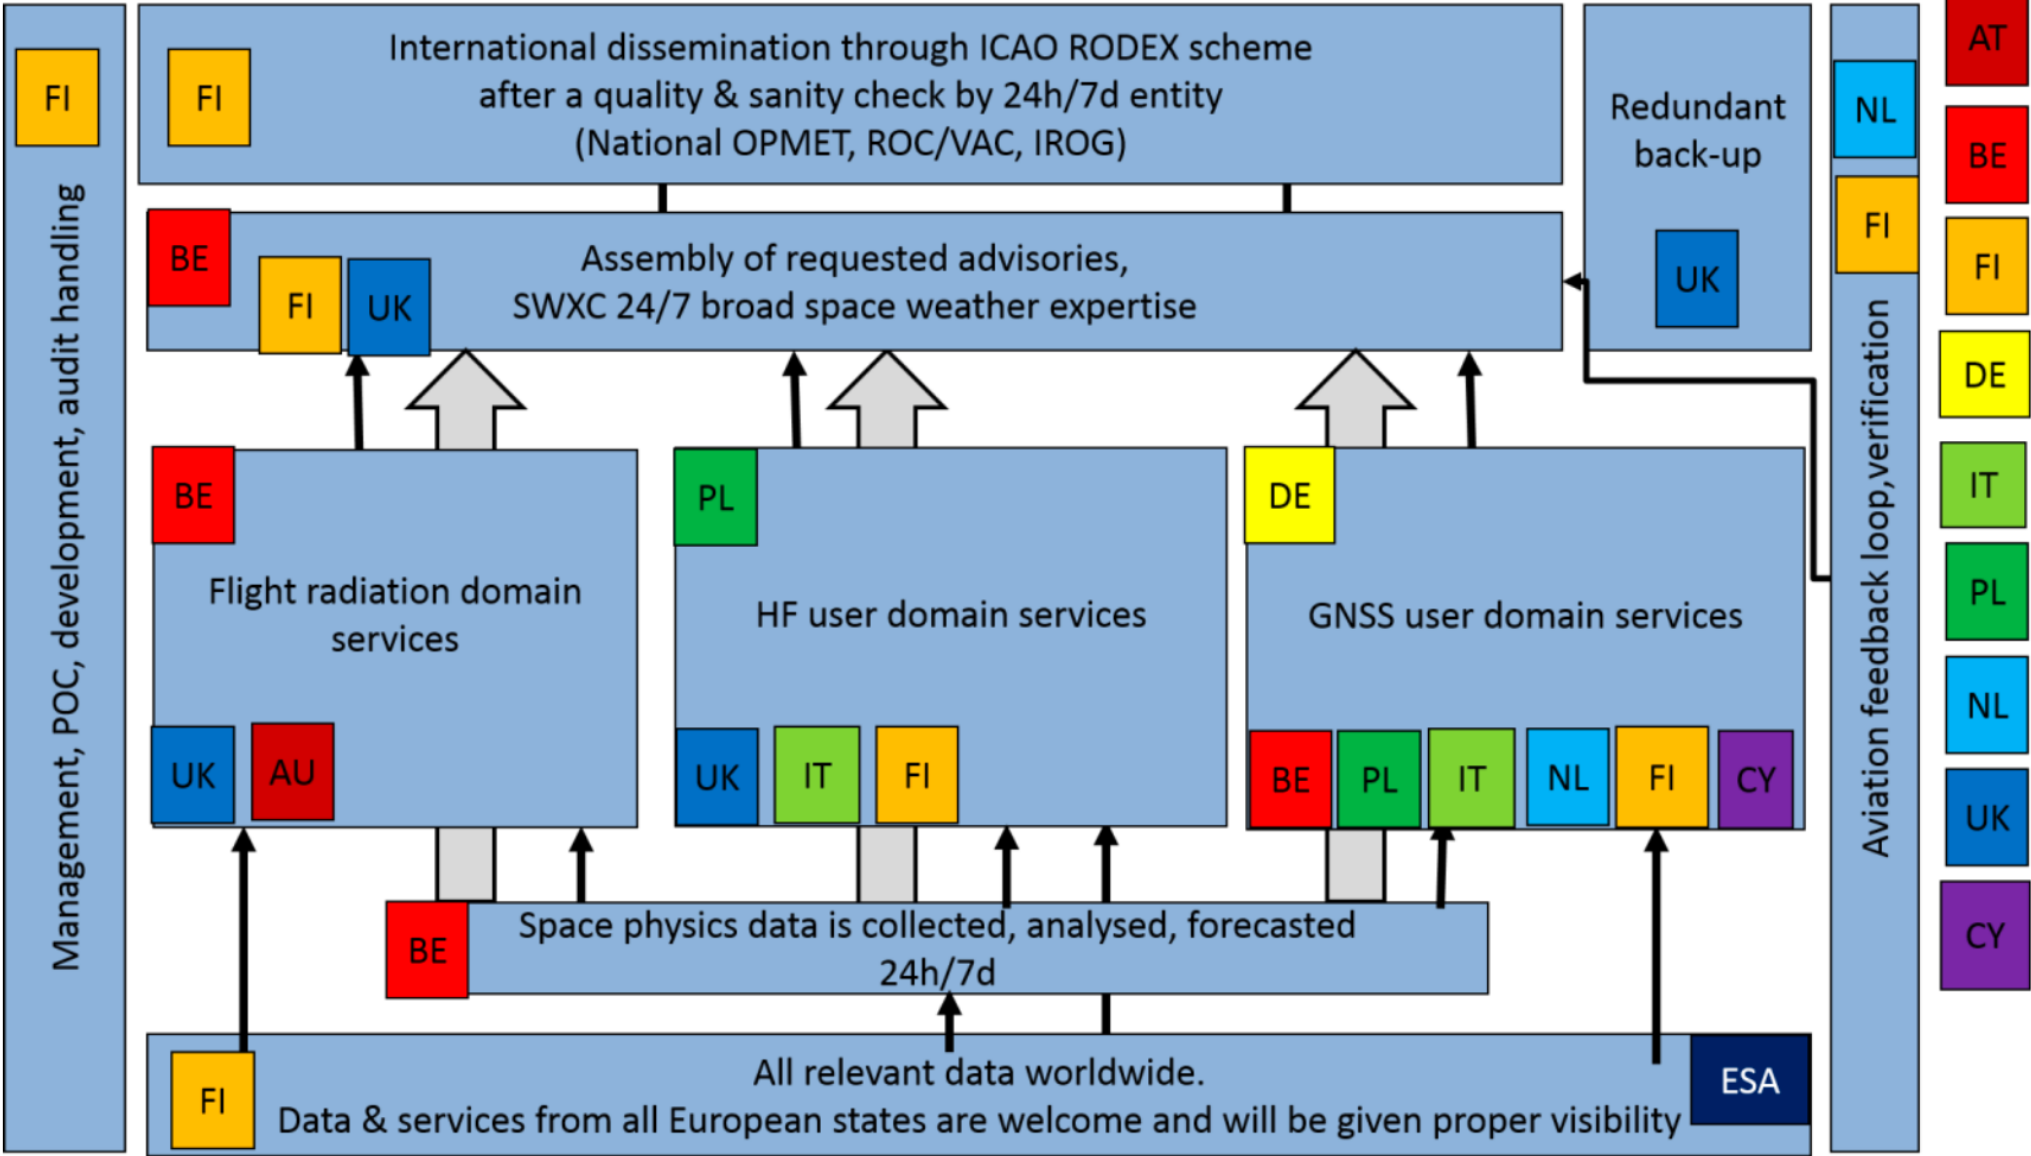 FI
Management, POC, development, audit handling
FI
International dissemination through ICAO RODEX scheme
after a quality & sanity check by 24h/7d entity
(National OPMET, ROC/VAC, IROG)
Redundant
back-up
UK
BE
FI
UK
Assembly of requested advisories,
SWXC 24/7 broad space weather expertise
BE
Flight radiation domain
services
UK
AU
PL
HF user domain services
UK
IT
FI
DE
GNSS user domain services
BE
PL
IT
NL
FI
CY
BE
Space physics data is collected, analysed, forecasted
24h/7d
FI
All relevant data worldwide.
Data & services from all European states are welcome and will be given proper visibility
ESA
NL
FI
Aviation feedback loop,verification
AT
BE
FI
DE
IT
PL
NL
UK
CY